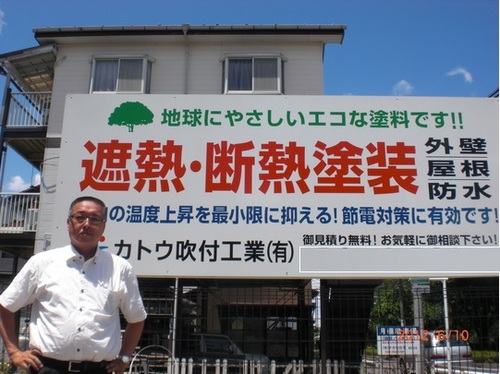 地球にやさしいエコな塗料です!!
遮熱・断熱塗装
外壁
屋根
防水
の温度上昇を最小限に抑える!節電対策に有効です!
カトウ吹付工業(有)
御見積り無料!お気軽に御相談下さい!